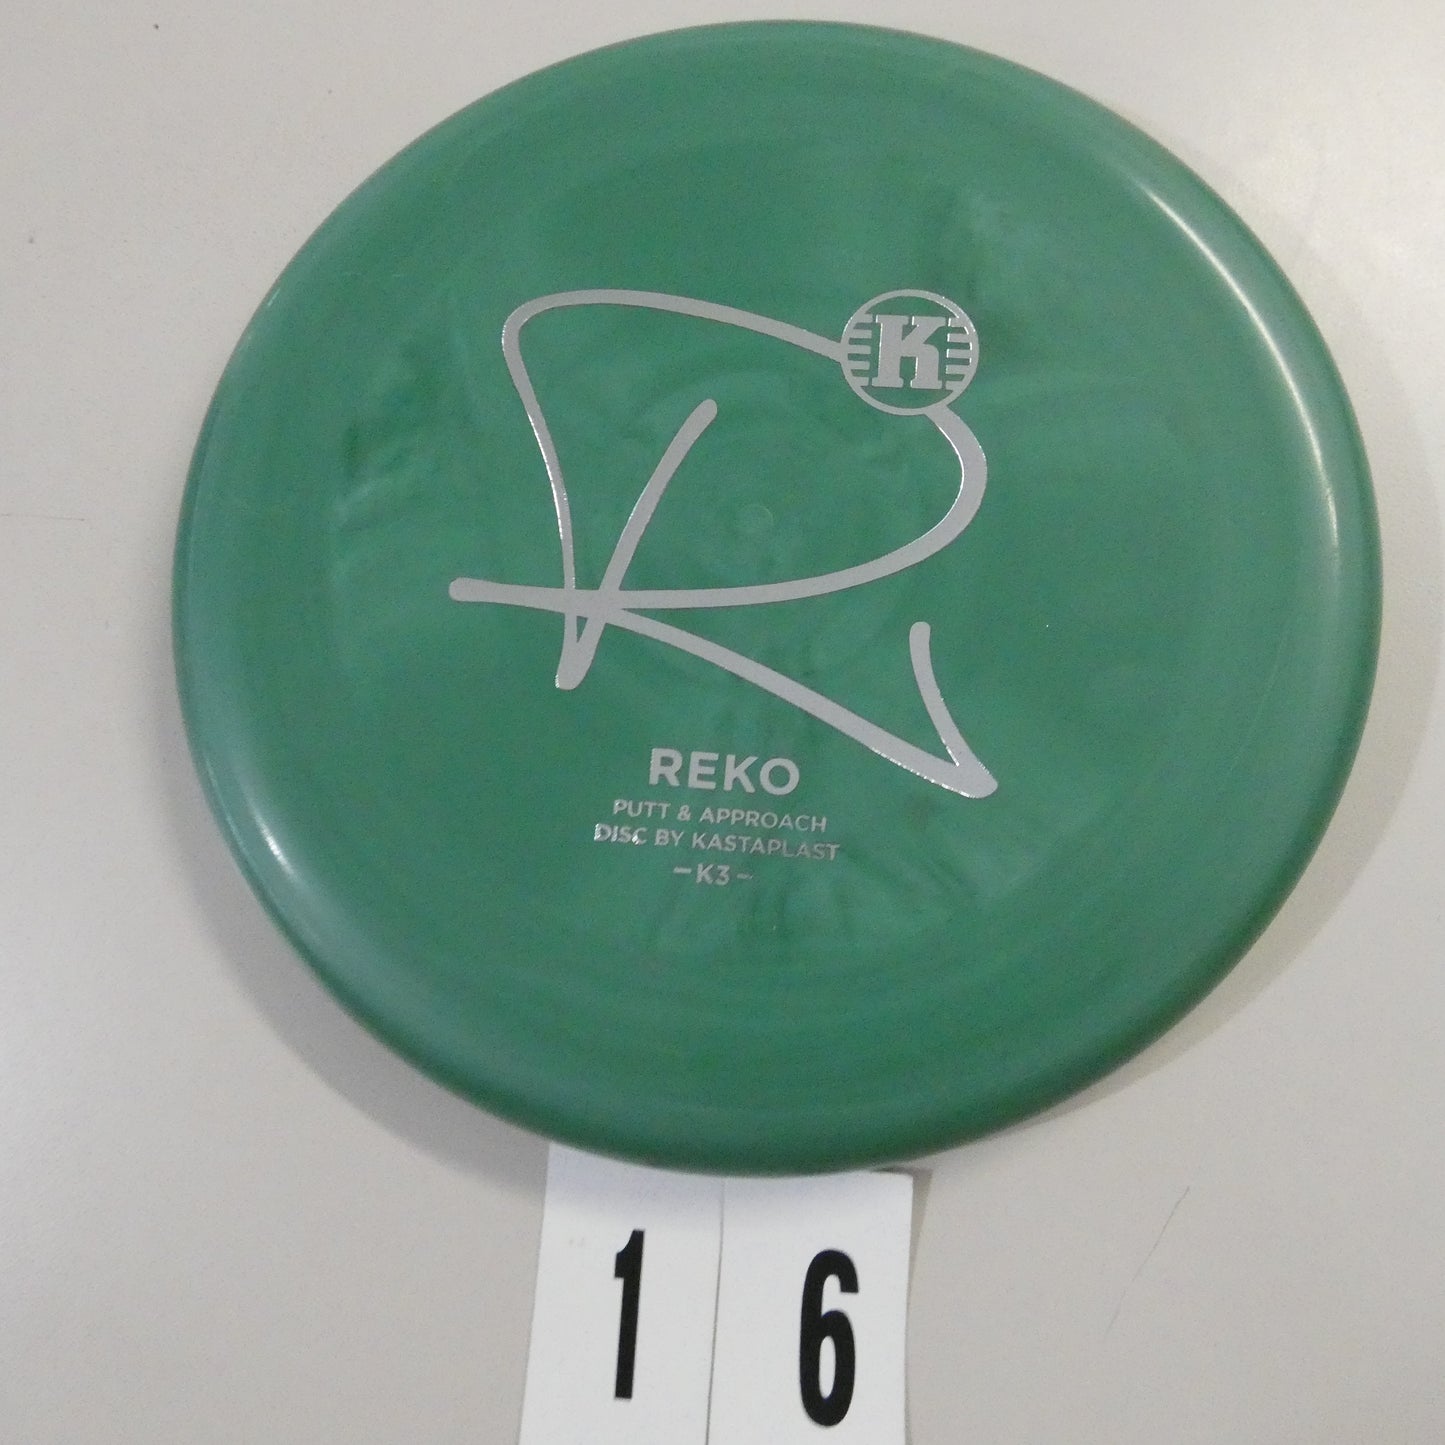 K
R
REKO
PUTT & APPROACH
DISC BY KASTAPLAST
–K3–
1 6